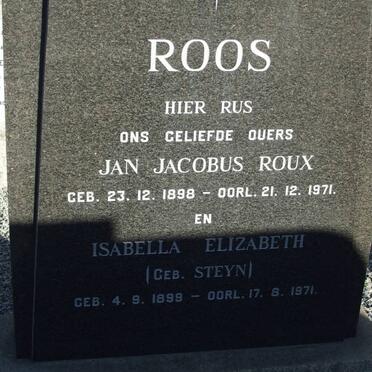 ROOS
HIER RUS
ONS GELIEFDE OUERS
JAN JACOBUS ROUX
GEB. 23. 12. 1898 - OORL. 21. 12. 1971.
EN
ISABELLA ELIZABETH
(GEB. STEYN)
GEB. 4. 9. 1899 - OORL. 17. 8. 1971.